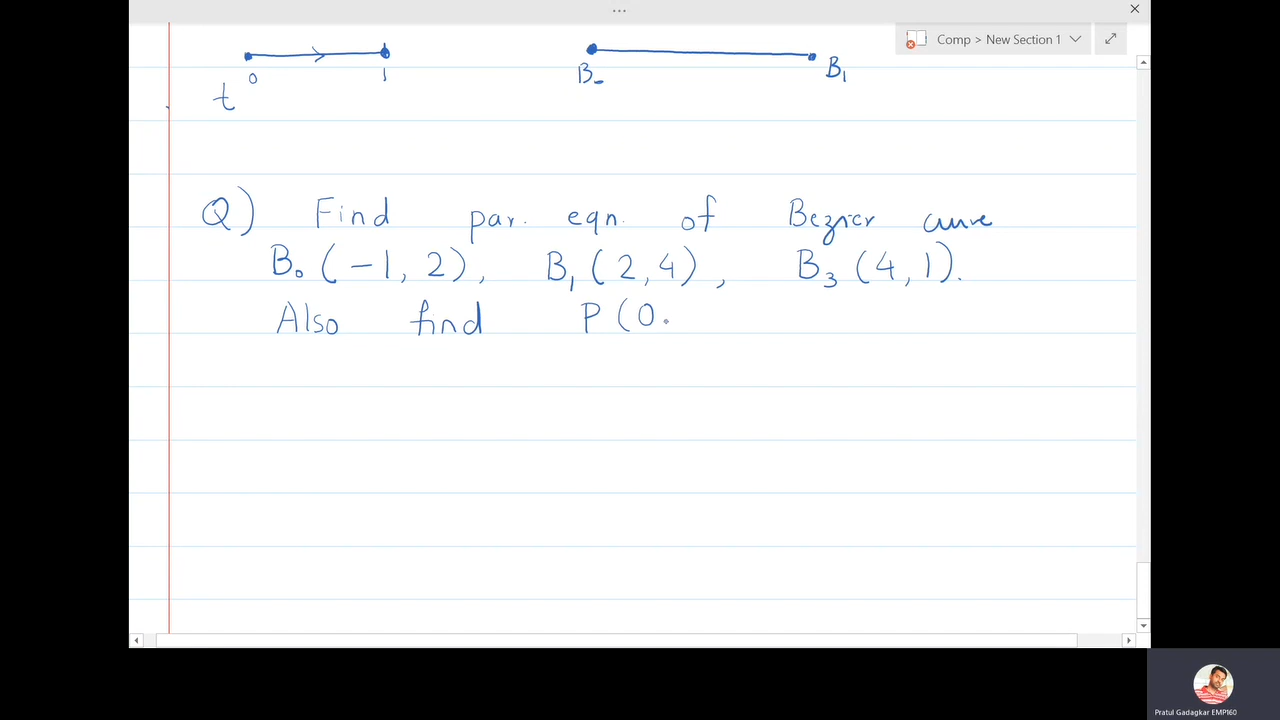 ...
Comp > New Section 1
0 1 B₀ B₁
t
Q) Find par. eqn. of Bezier curve
B₀ (-1, 2), B₁ (2, 4), B₃ (4, 1).
Also find P (0.
Pratul Gadagkar EMP160